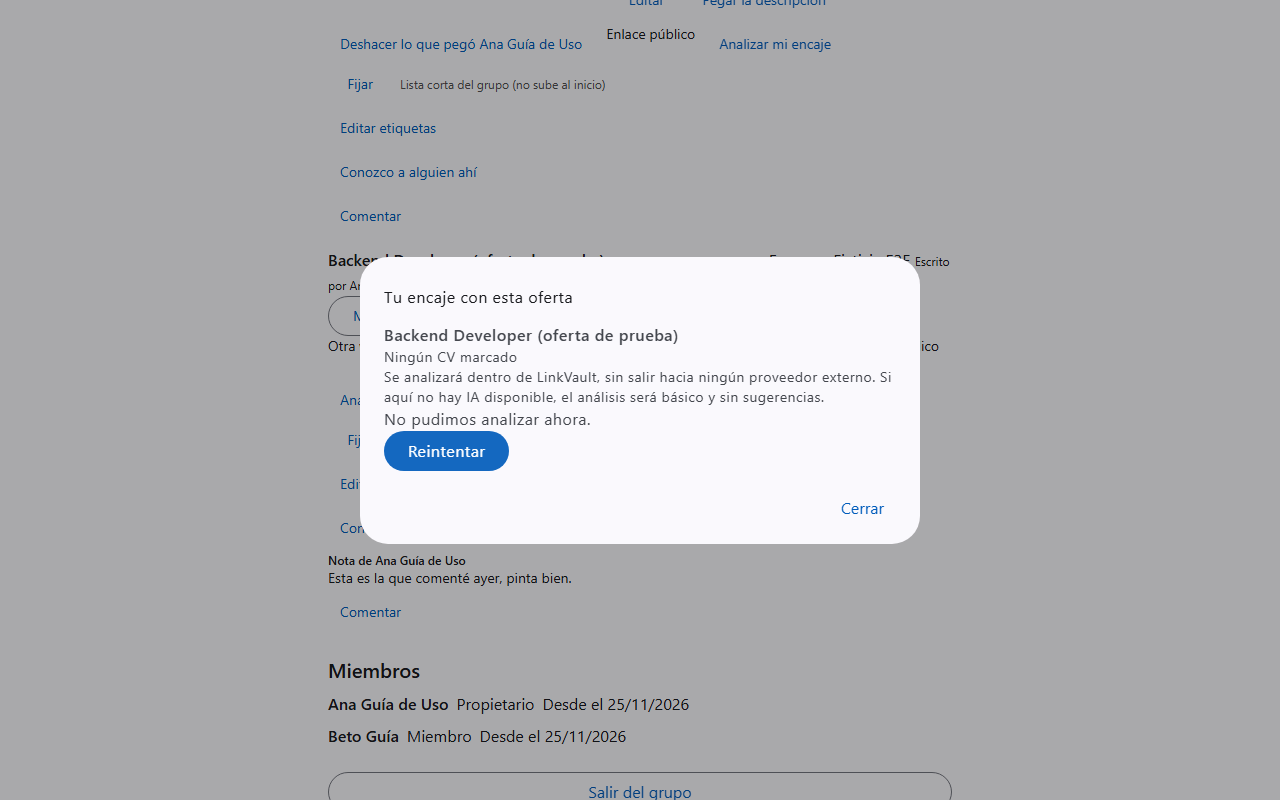 Editar Pegar la descripción
Deshacer lo que pegó Ana Guía de Uso Enlace público Analizar mi encaje
Fijar Lista corta del grupo (no sube al inicio)
Editar etiquetas
Conozco a alguien ahí
Comentar
Escrito
por
Tu encaje con esta oferta
Backend Developer (oferta de prueba)
Ningún CV marcado
Se analizará dentro de LinkVault, sin salir hacia ningún proveedor externo. Si
aquí no hay IA disponible, el análisis será básico y sin sugerencias.
No pudimos analizar ahora.
Reintentar
Cerrar
Otra
Nota de Ana Guía de Uso
Esta es la que comenté ayer, pinta bien.
Comentar
Miembros
Ana Guía de Uso Propietario Desde el 25/11/2026
Beto Guía Miembro Desde el 25/11/2026
Salir del grupo